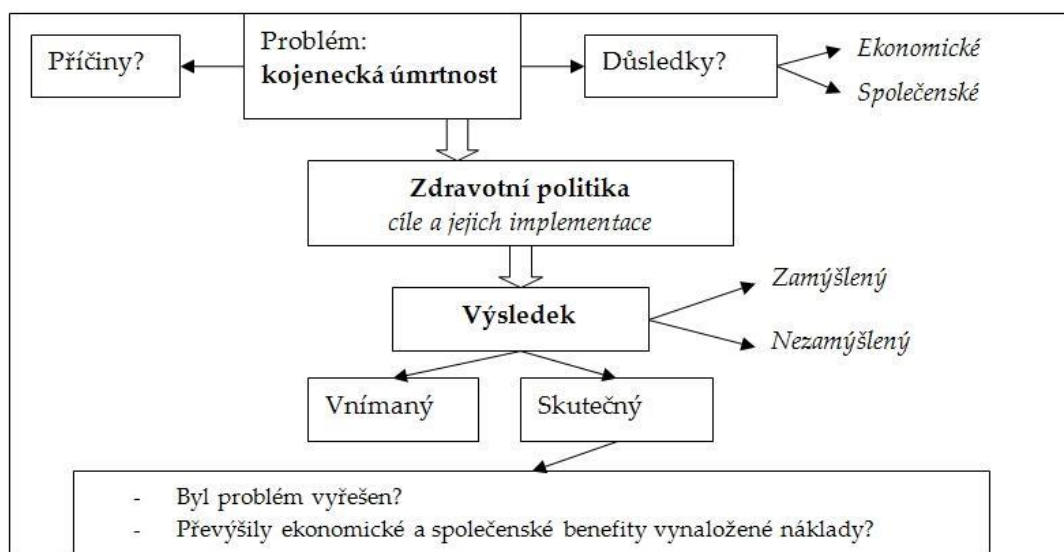 Příčiny?
Problém:
kojenecká úmrtnost
Důsledky?
Ekonomické
Společenské
Zdravotní politika
cíle a jejich implementace
Výsledek
Zamýšlený
Nezamýšlený
Vnímaný
Skutečný
- Byl problém vyřešen?
- Převýšily ekonomické a společenské benefity vynaložené náklady?